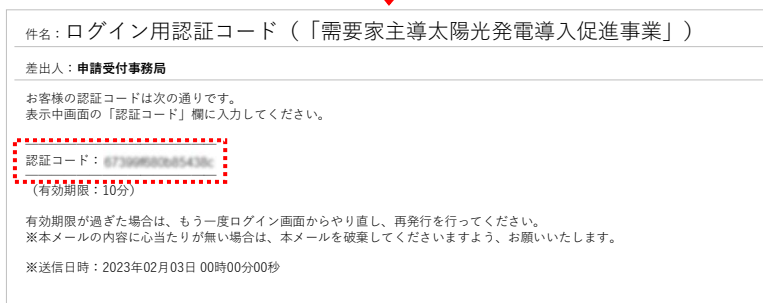 件名：ログイン用認証コード（「需要家主導太陽光発電導入促進事業」）
差出人：申請受付事務局
お客様の認証コードは次の通りです。
表示中画面の「認証コード」欄に入力してください。
認証コード：
（有効期限：10分）
有効期限が過ぎた場合は、もう一度ログイン画面からやり直し、再発行を行ってください。
※本メールの内容に心当たりが無い場合は、本メールを破棄してくださいますよう、お願いいたします。
※送信日時：2023年02月03日 00時00分00秒